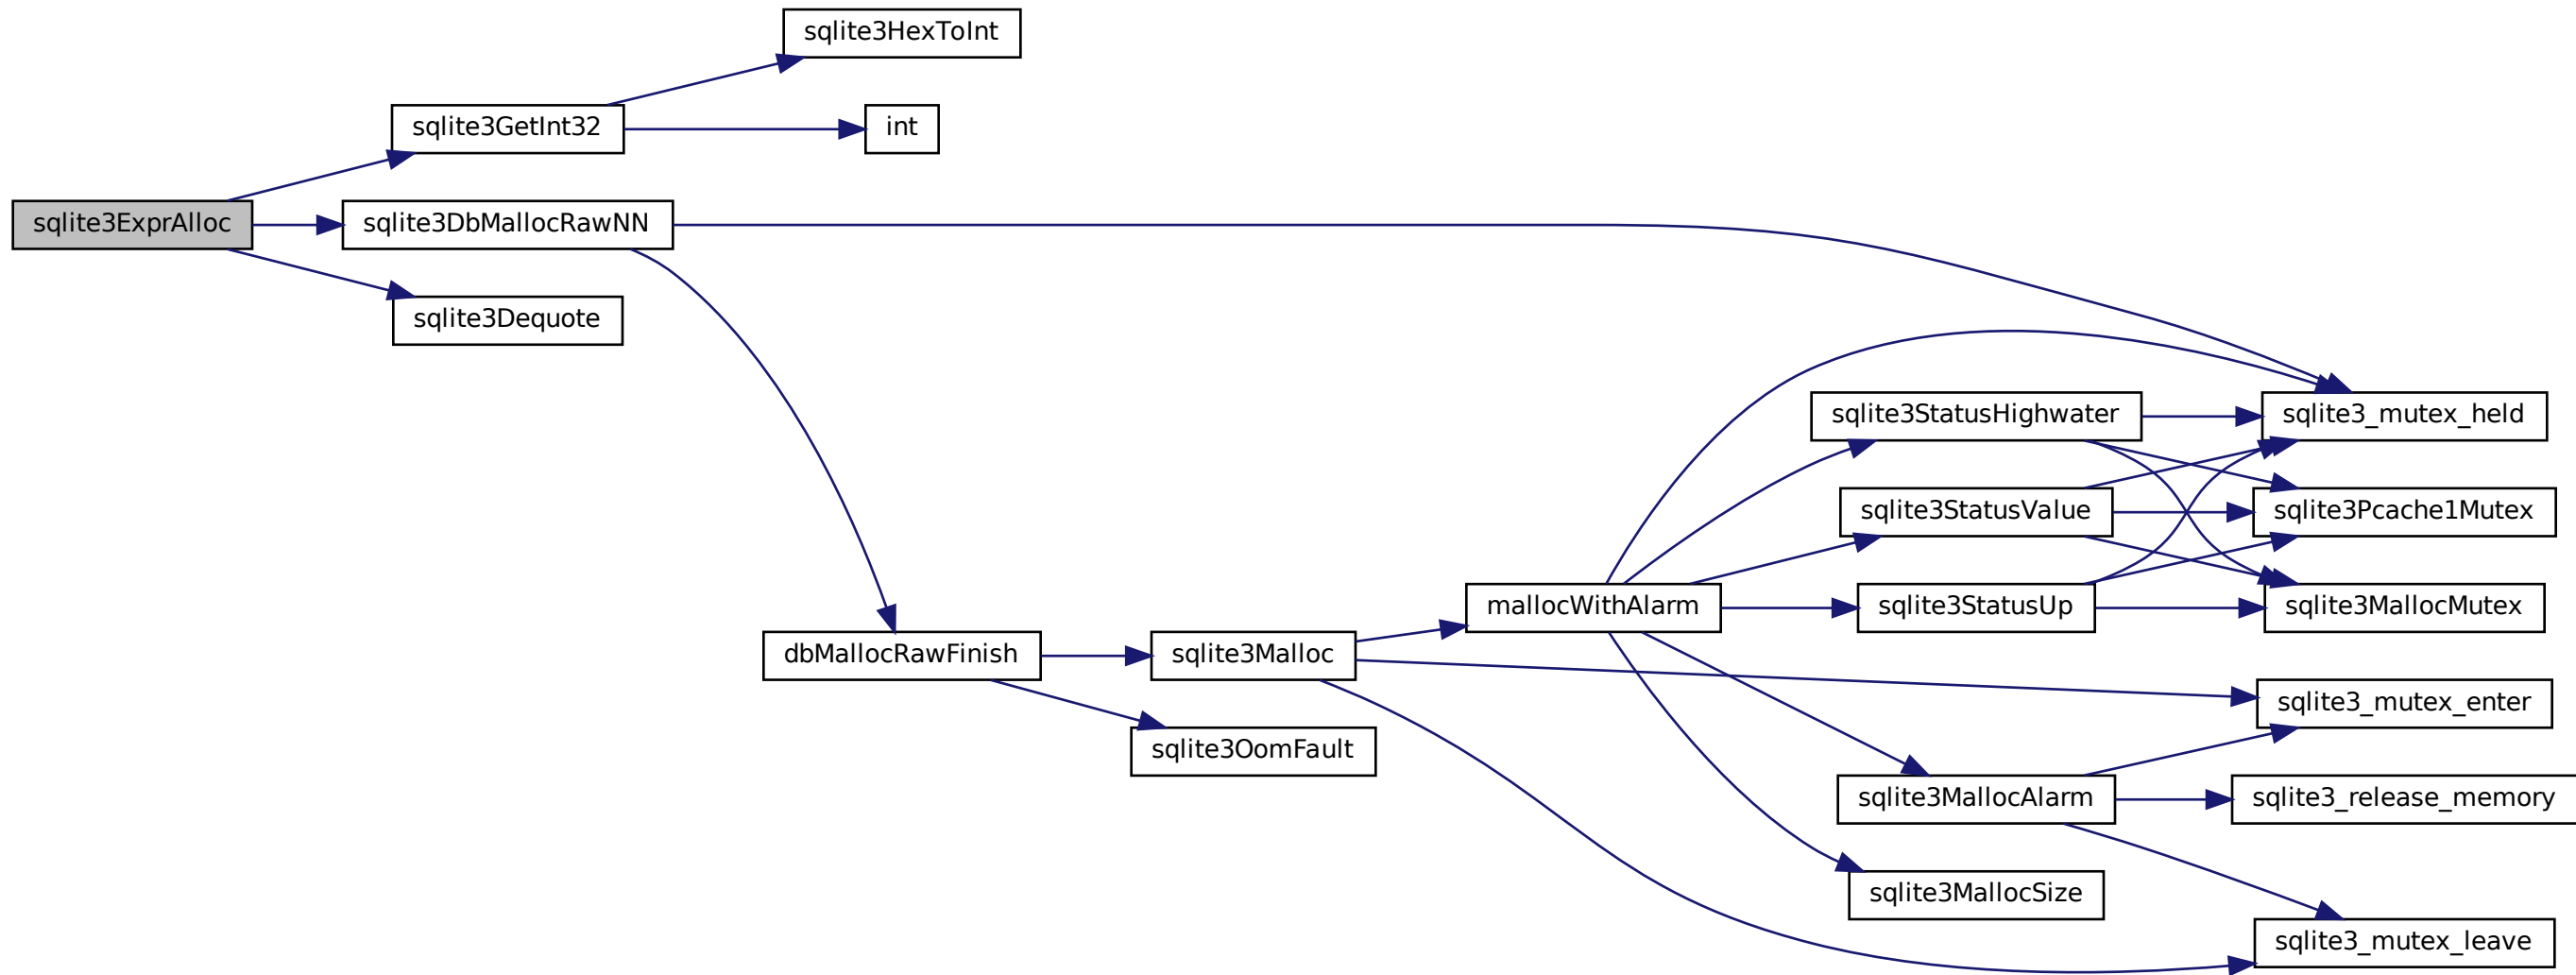 sqlite3HexToInt
sqlite3GetInt32
int
sqlite3ExprAlloc
sqlite3DbMallocRawNN
sqlite3Dequote
sqlite3StatusHighwater
sqlite3_mutex_held
sqlite3StatusValue
sqlite3Pcache1Mutex
mallocWithAlarm
sqlite3StatusUp
sqlite3MallocMutex
dbMallocRawFinish
sqlite3Malloc
sqlite3_mutex_enter
sqlite3OomFault
sqlite3MallocAlarm
sqlite3_release_memory
sqlite3MallocSize
sqlite3_mutex_leave